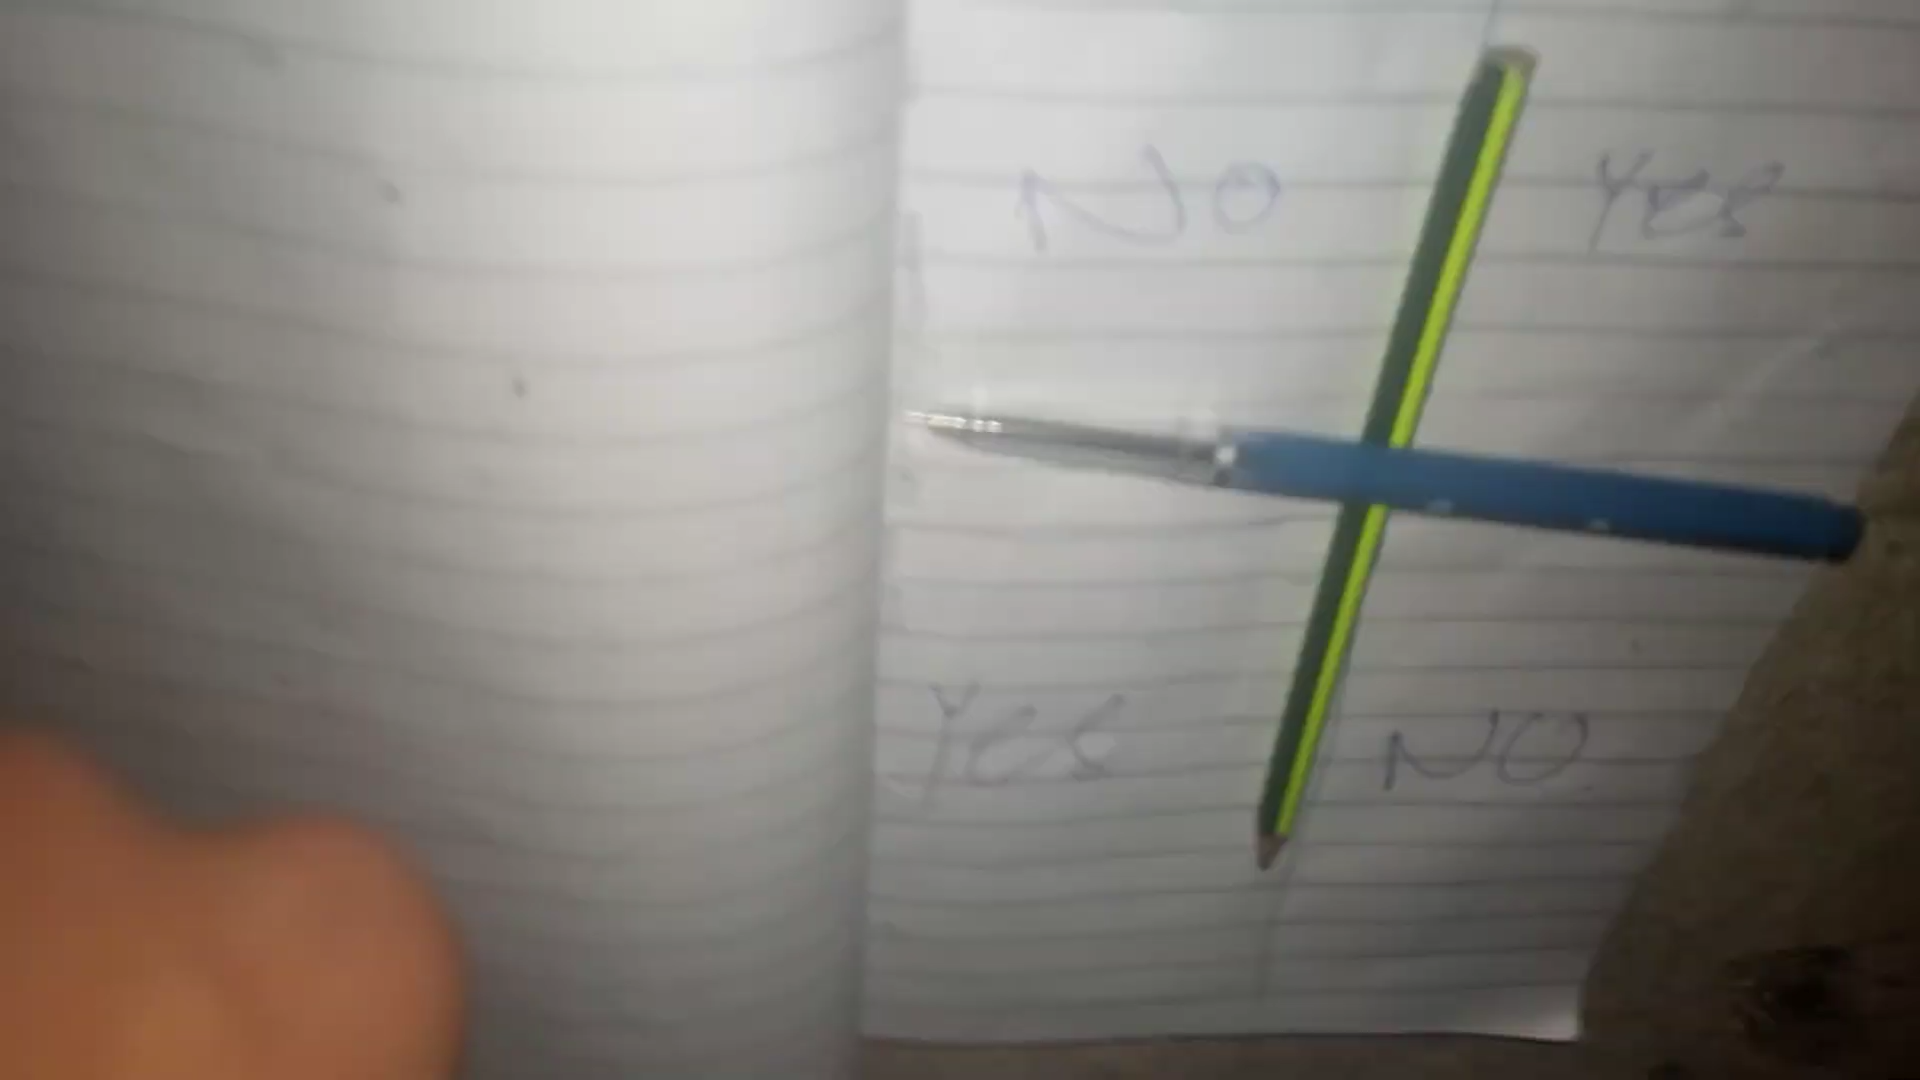 NO YES
YES NO